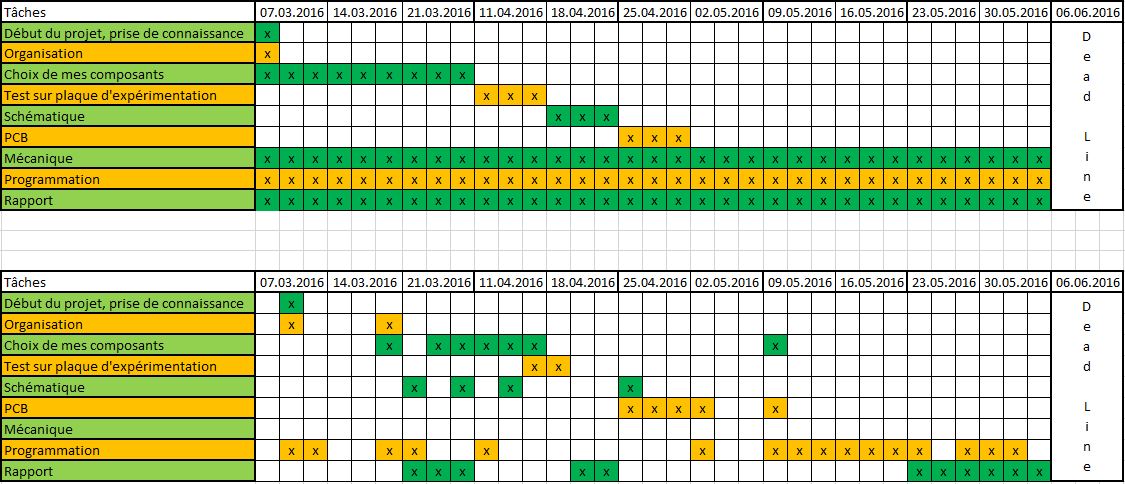 Tâches 07.03.2016 14.03.2016 21.03.2016 11.04.2016 18.04.2016 25.04.2016 02.05.2016 09.05.2016 16.05.2016 23.05.2016 30.05.2016 06.06.2016
Début du projet, prise de connaissance x
Organisation x
Choix de mes composants x x x x x x x x x
Test sur plaque d'expérimentation x x x
Schématique x x x
PCB x x x
Mécanique x x x x x x x x x x x x x x x x x x x x x x x x x x x x x x x x x
Programmation x x x x x x x x x x x x x x x x x x x x x x x x x x x x x x x x x
Rapport x x x x x x x x x x x x x x x x x x x x x x x x x x x x x x x x x
Dead Line
Tâches 07.03.2016 14.03.2016 21.03.2016 11.04.2016 18.04.2016 25.04.2016 02.05.2016 09.05.2016 16.05.2016 23.05.2016 30.05.2016 06.06.2016
Début du projet, prise de connaissance x
Organisation x x
Choix de mes composants x x x x x x x
Test sur plaque d'expérimentation x x
Schématique x x x x
PCB x x x x x
Mécanique
Programmation x x x x x x x x x x x x x x x x
Rapport x x x x x x x x x x x
Dead Line